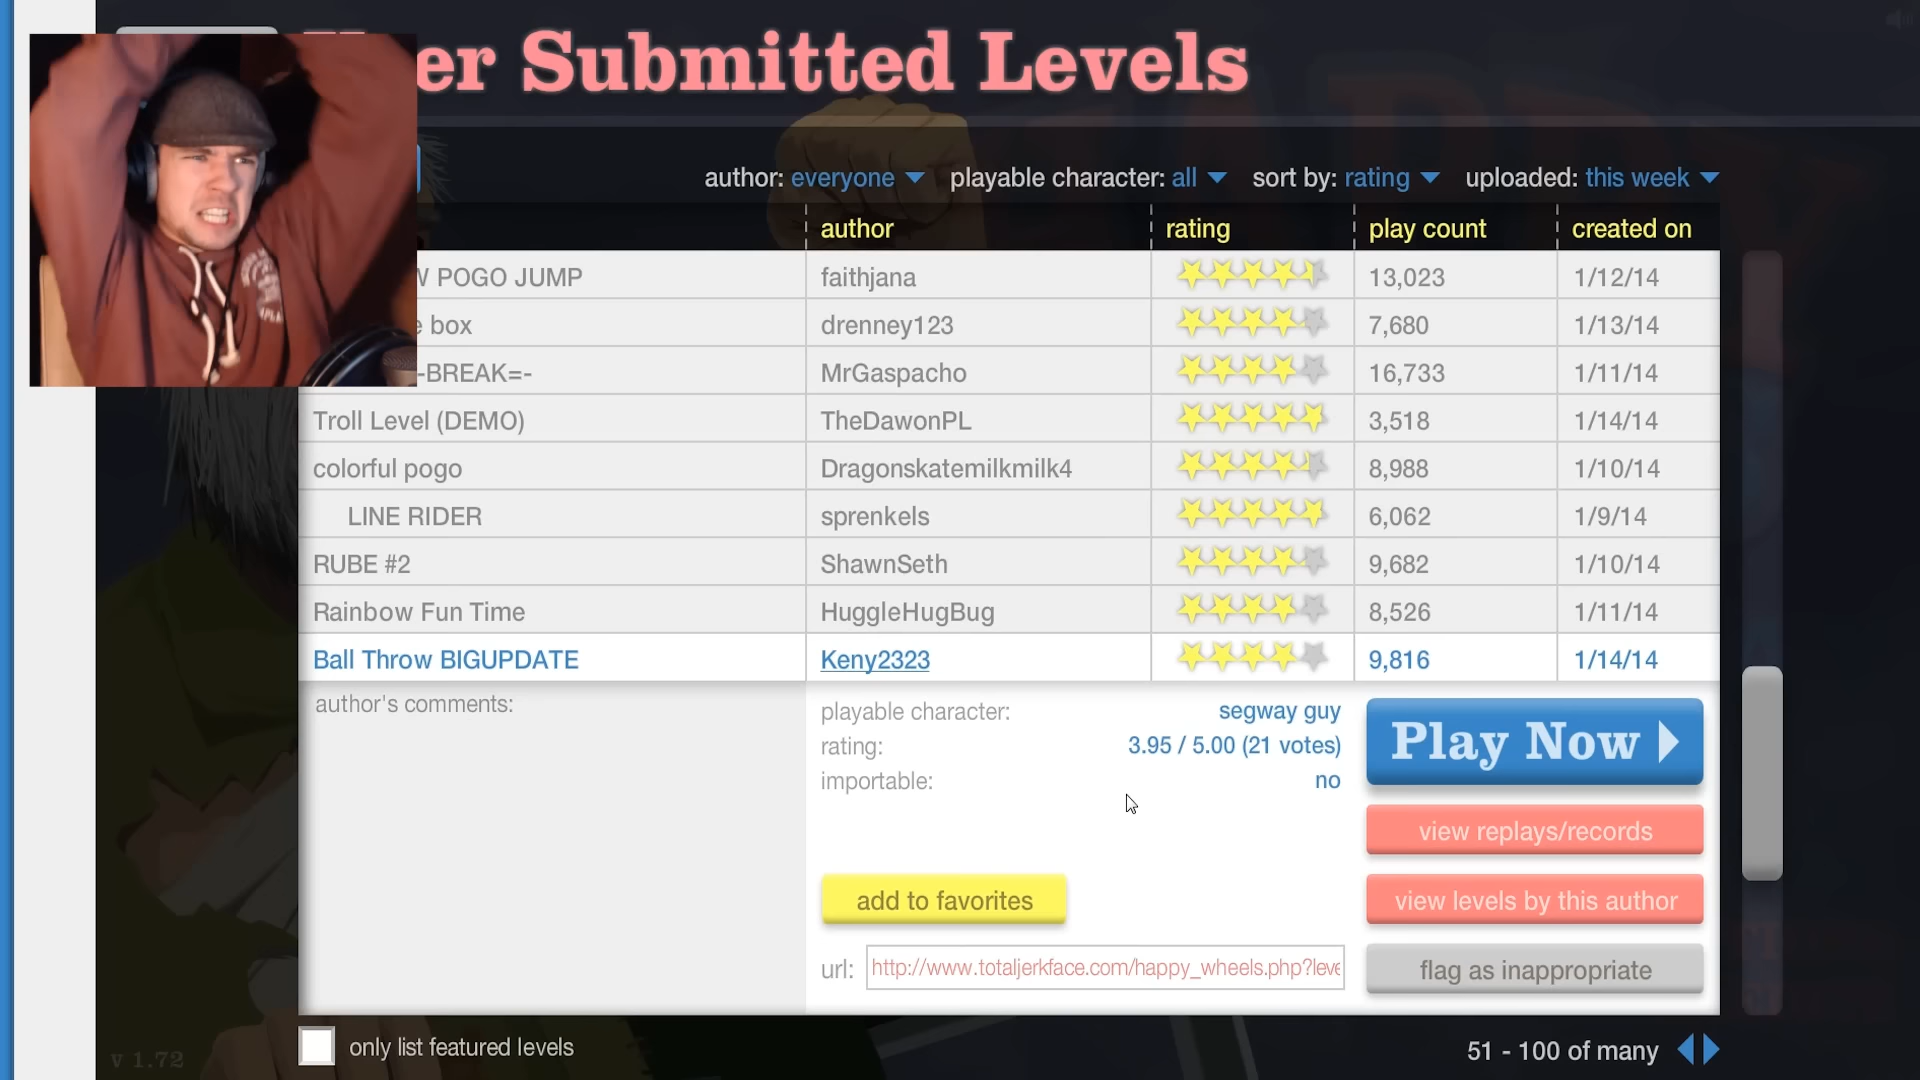 er Submitted Levels
author: everyone playable character: all sort by: rating uploaded: this week
author rating play count created on
POGO JUMP faithjana 13,023 1/12/14
box drenney123 7,680 1/13/14
-BREAK=- MrGaspacho 16,733 1/11/14
Troll Level (DEMO) TheDawonPL 3,518 1/14/14
colorful pogo Dragonskatemilkmilk4 8,988 1/10/14
LINE RIDER sprenkels 6,062 1/9/14
RUBE #2 ShawnSeth 9,682 1/10/14
Rainbow Fun Time HuggleHugBug 8,526 1/11/14
Ball Throw BIGUPDATE Keny2323 9,816 1/14/14
author's comments:
playable character: segway guy
rating: 3.95 / 5.00 (21 votes)
importable: no
Play Now
view replays/records
add to favorites
view levels by this author
url: http://www.totaljerkface.com/happy_wheels.php?leve
flag as inappropriate
only list featured levels
51 - 100 of many
v 1.72